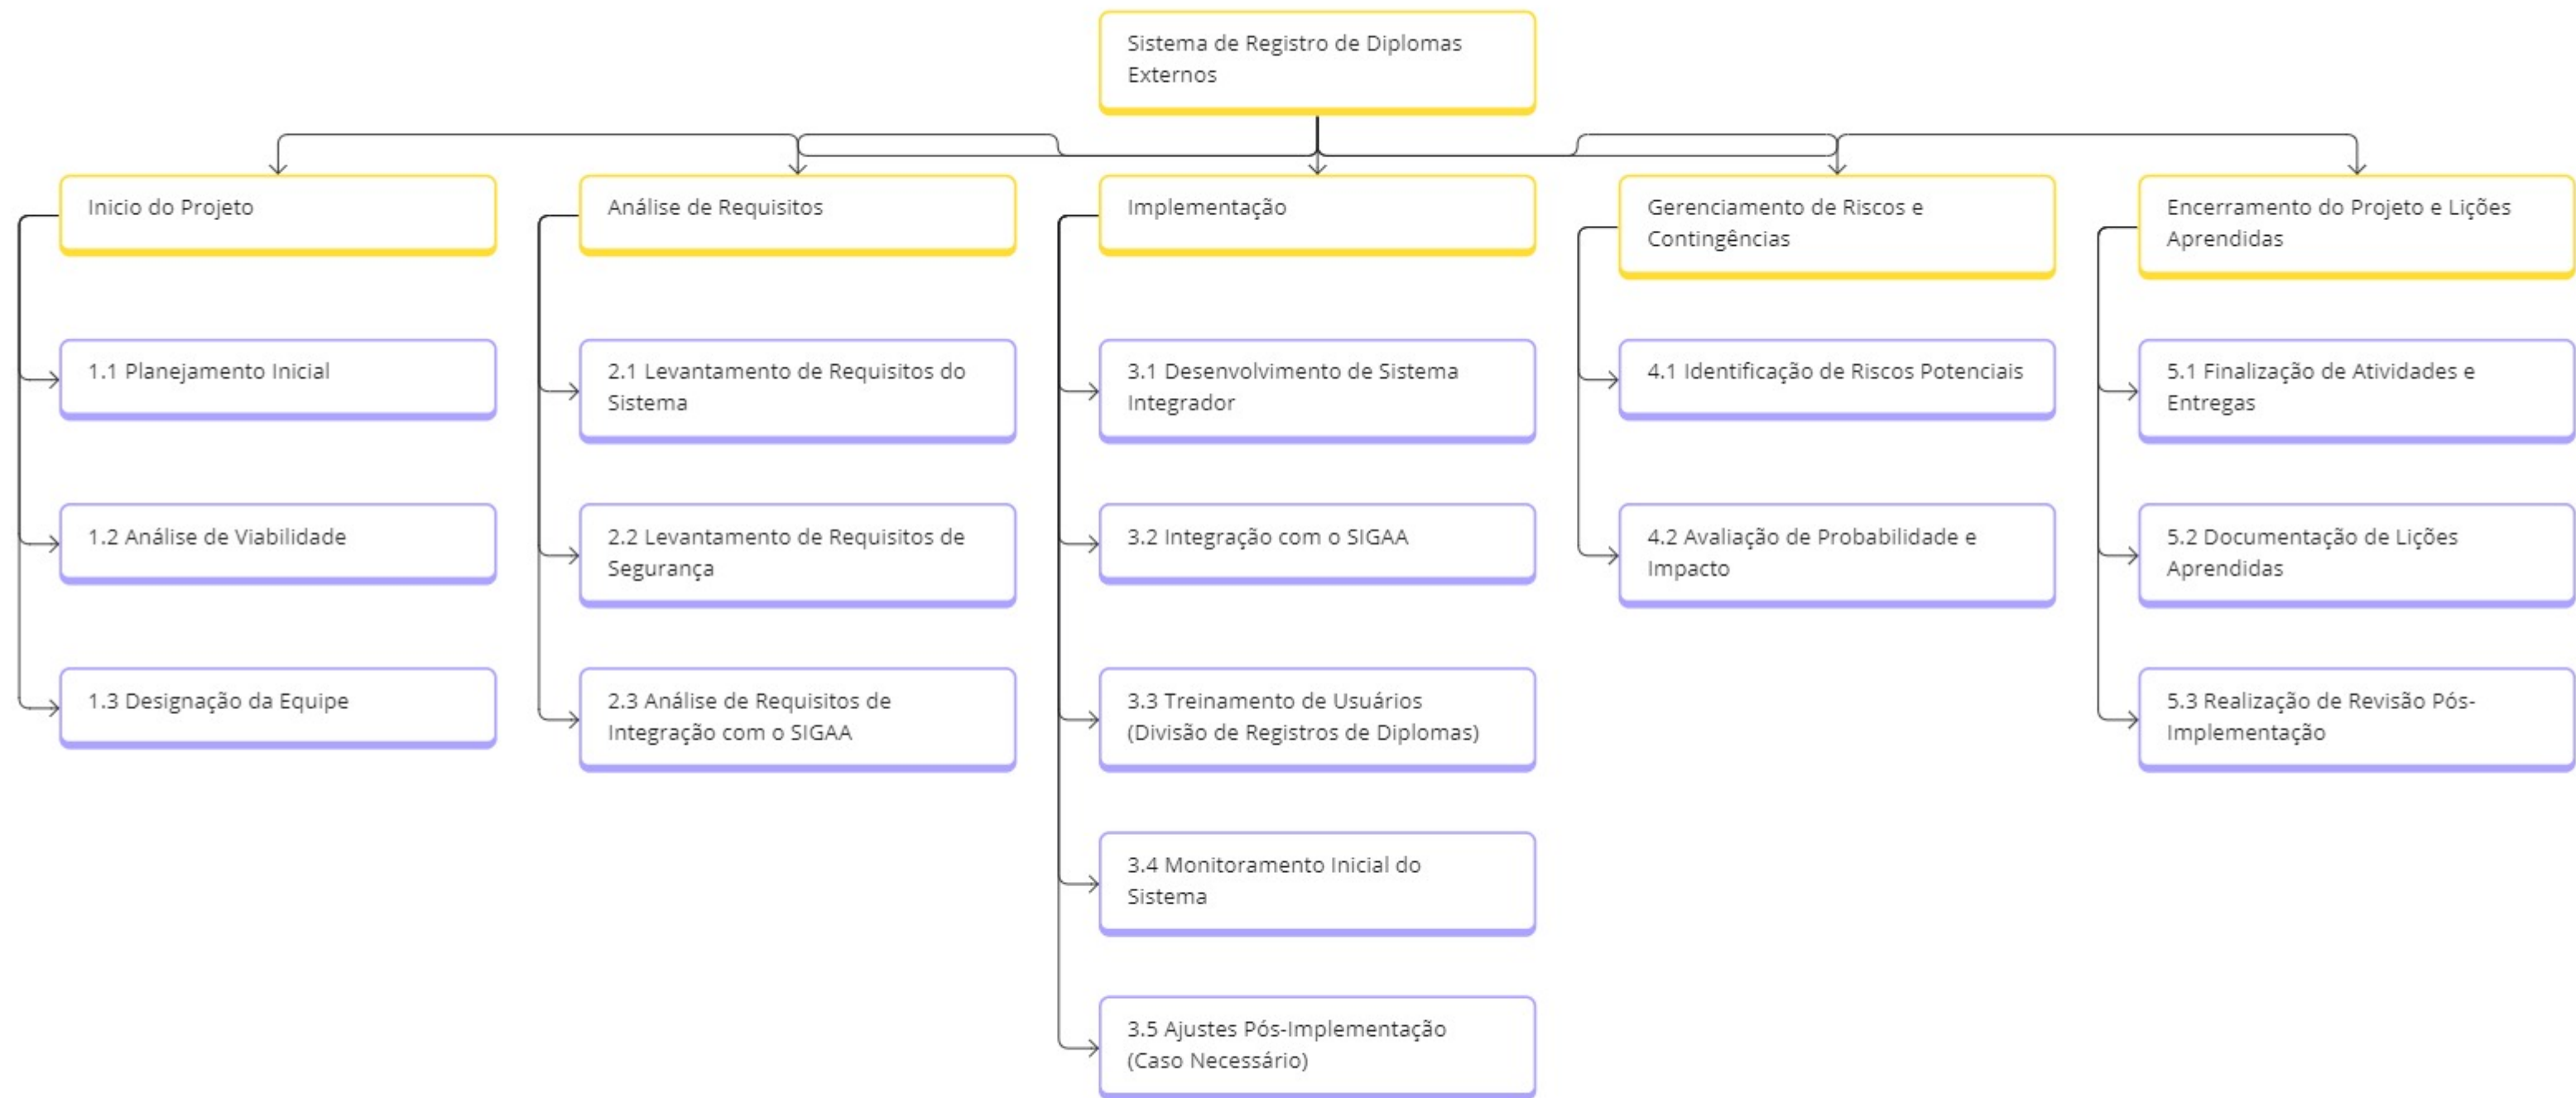 Sistema de Registro de Diplomas
Externos
Inicio do Projeto
1.1 Planejamento Inicial
1.2 Análise de Viabilidade
1.3 Designação da Equipe
Análise de Requisitos
2.1 Levantamento de Requisitos do
Sistema
2.2 Levantamento de Requisitos de
Segurança
2.3 Análise de Requisitos de
Integração com o SIGAA
Implementação
3.1 Desenvolvimento de Sistema
Integrador
3.2 Integração com o SIGAA
3.3 Treinamento de Usuários
(Divisão de Registros de Diplomas)
3.4 Monitoramento Inicial do
Sistema
3.5 Ajustes Pós-Implementação
(Caso Necessário)
Gerenciamento de Riscos e
Contingências
4.1 Identificação de Riscos Potenciais
4.2 Avaliação de Probabilidade e
Impacto
Encerramento do Projeto e Lições
Aprendidas
5.1 Finalização de Atividades e
Entregas
5.2 Documentação de Lições
Aprendidas
5.3 Realização de Revisão Pós-
Implementação